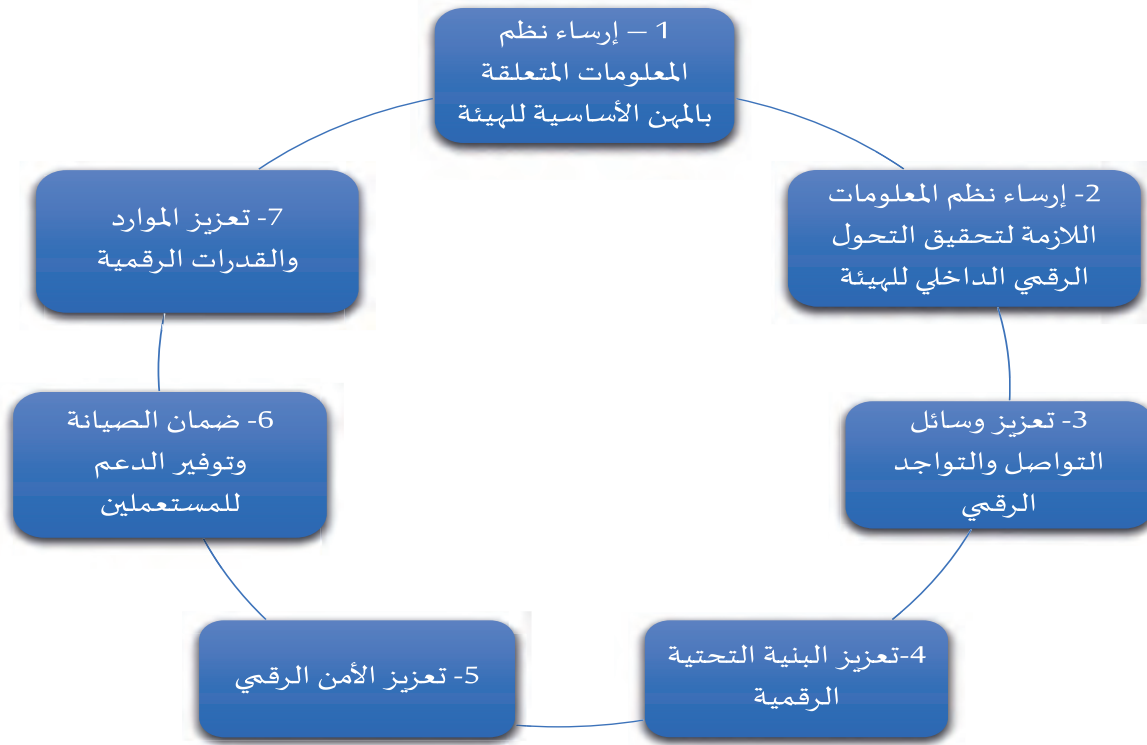 1 – إرساء نظم
المعلومات المتعلقة
بالمهن الأساسية للهيئة
2- إرساء نظم المعلومات
اللازمة لتحقيق التحول
الرقمي الداخلي للهيئة
3- تعزيز وسائل
التواصل والتواجد
الرقمي
4-تعزيز البنية التحتية
الرقمية
5- تعزيز الأمن الرقمي
6- ضمان الصيانة
وتوفير الدعم
للمستعملين
7- تعزيز الموارد
والقدرات الرقمية